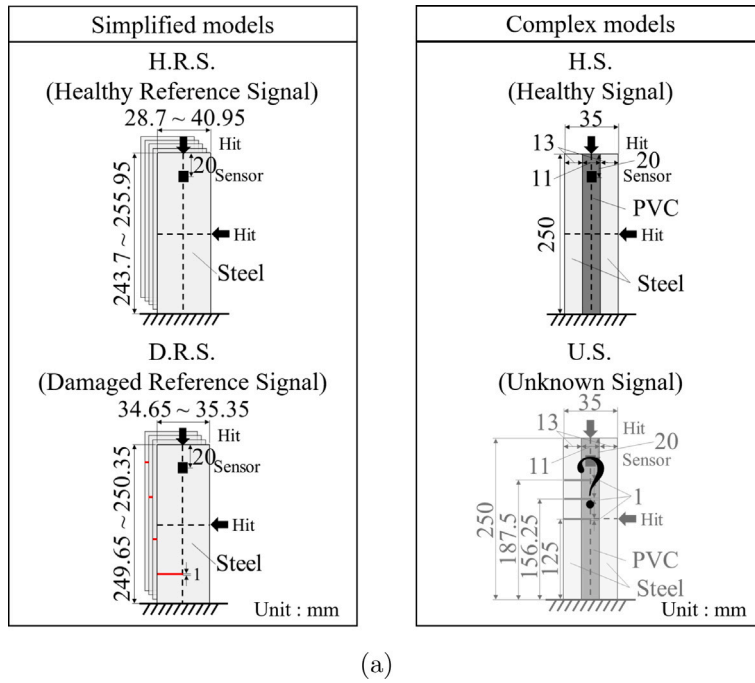 Simplified models
H.R.S.
(Healthy Reference Signal)
28.7 ~ 40.95
Hit
20
Sensor
243.7 ~ 255.95
Hit
Steel
D.R.S.
(Damaged Reference Signal)
34.65 ~ 35.35
Hit
20
Sensor
249.65 ~ 250.35
Hit
Steel
1
Unit : mm
Complex models
H.S.
(Healthy Signal)
35
Hit
13
20
11
Sensor
PVC
250
Hit
Steel
U.S.
(Unknown Signal)
35
Hit
13
20
11
Sensor
?
1
250
187.5
156.25
125
Hit
PVC
Steel
Unit : mm
(a)